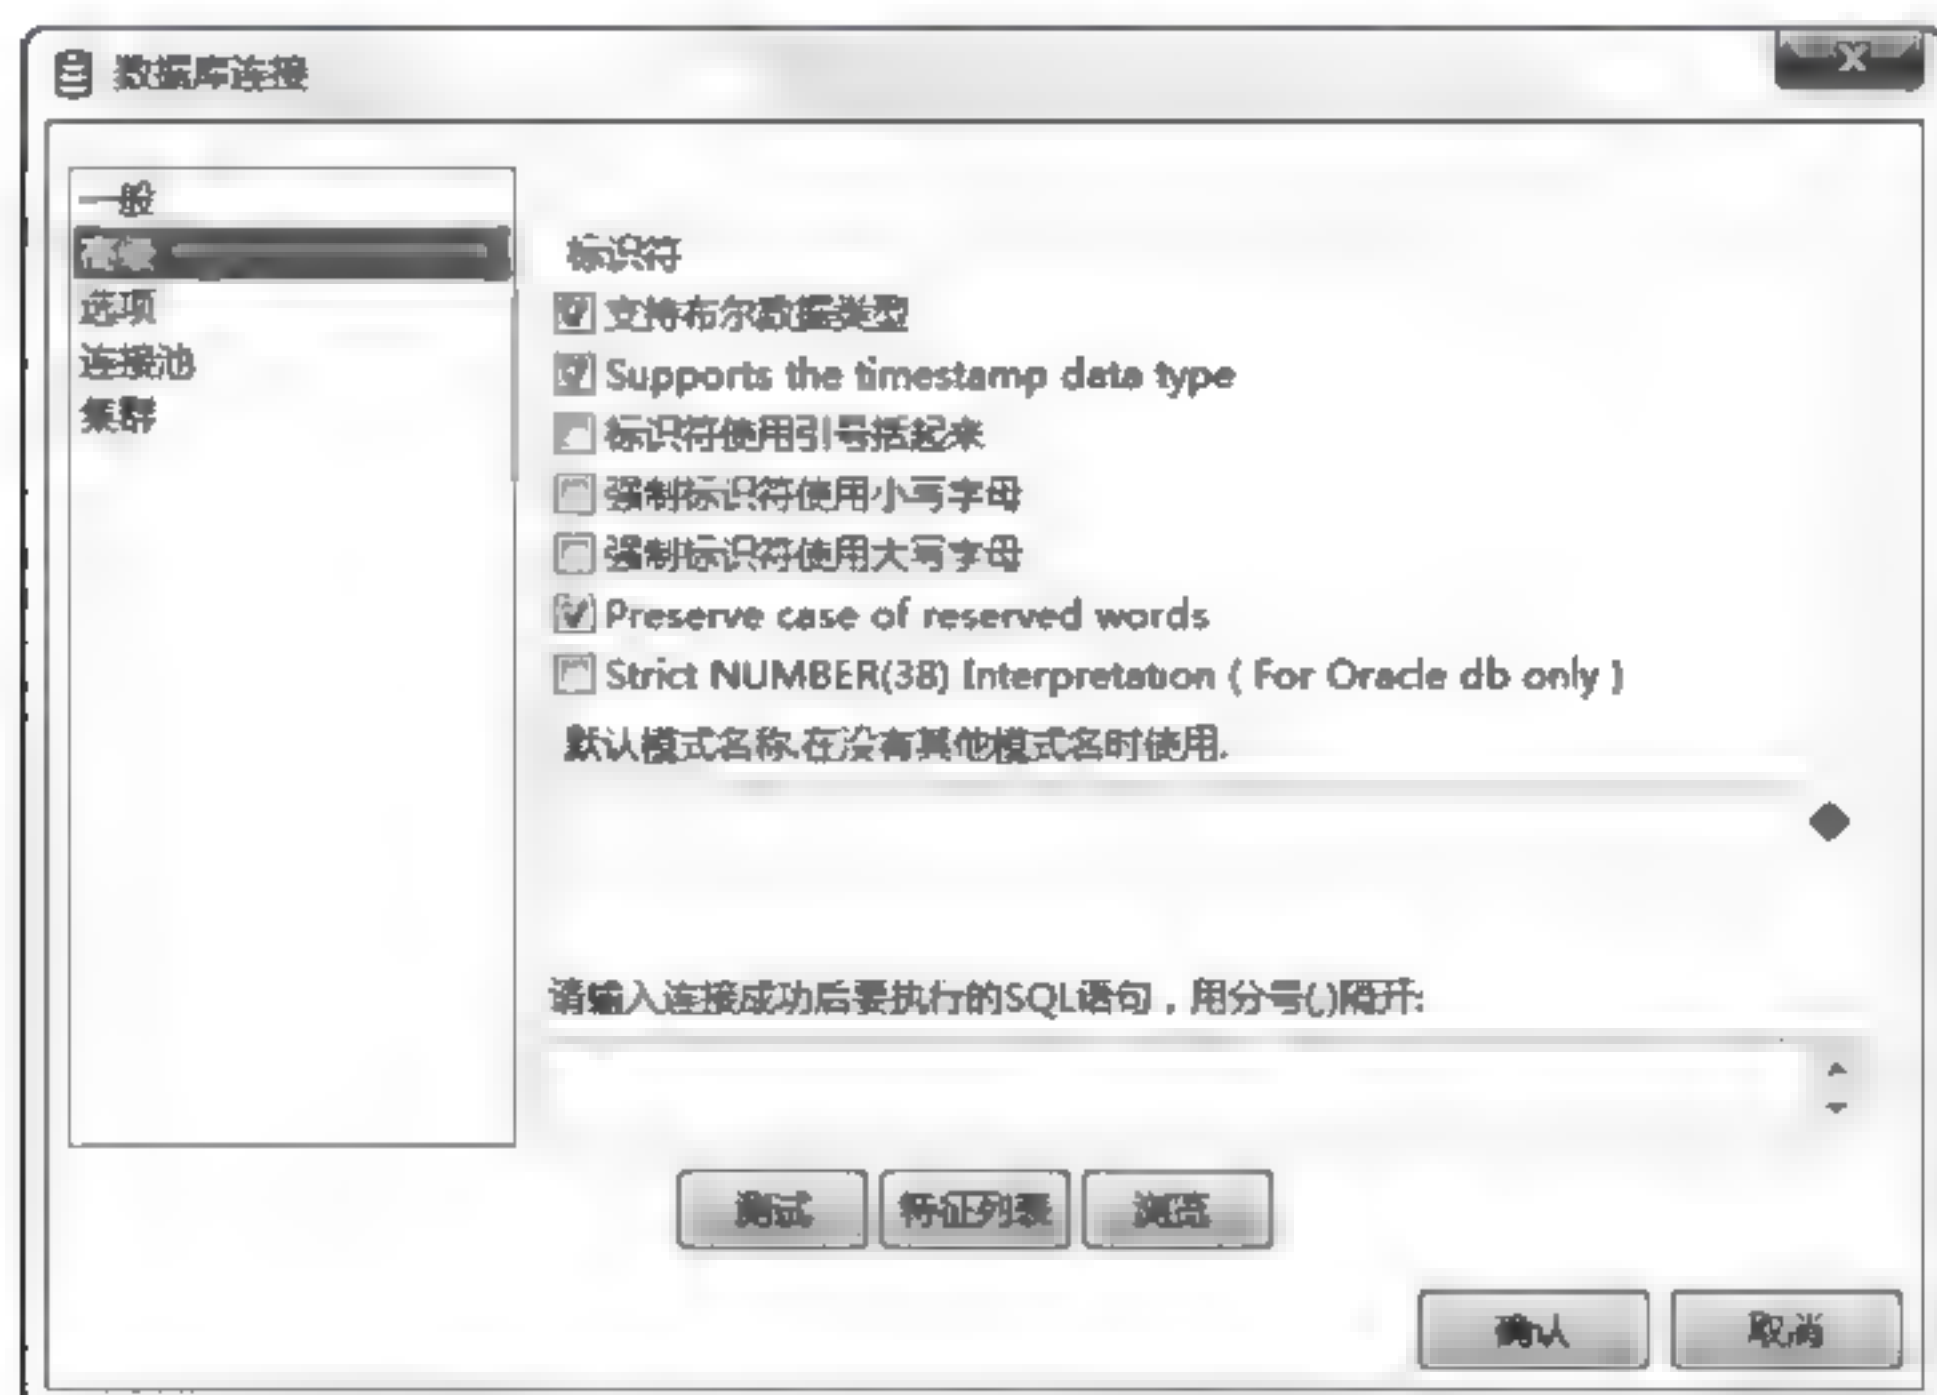 数据库连接
X
一般
高级
选项
连接池
集群
标识符
支持布尔数据类型
Supports the timestamp data type
标识符使用引号括起来
强制标识符使用小写字母
强制标识符使用大写字母
Preserve case of reserved words
Strict NUMBER(38) Interpretation ( For Oracle db only )
默认模式名称.在没有其他模式名时使用.
请输入连接成功后要执行的SQL语句，用分号(;)隔开:
测试 特征列表 浏览
确认 取消